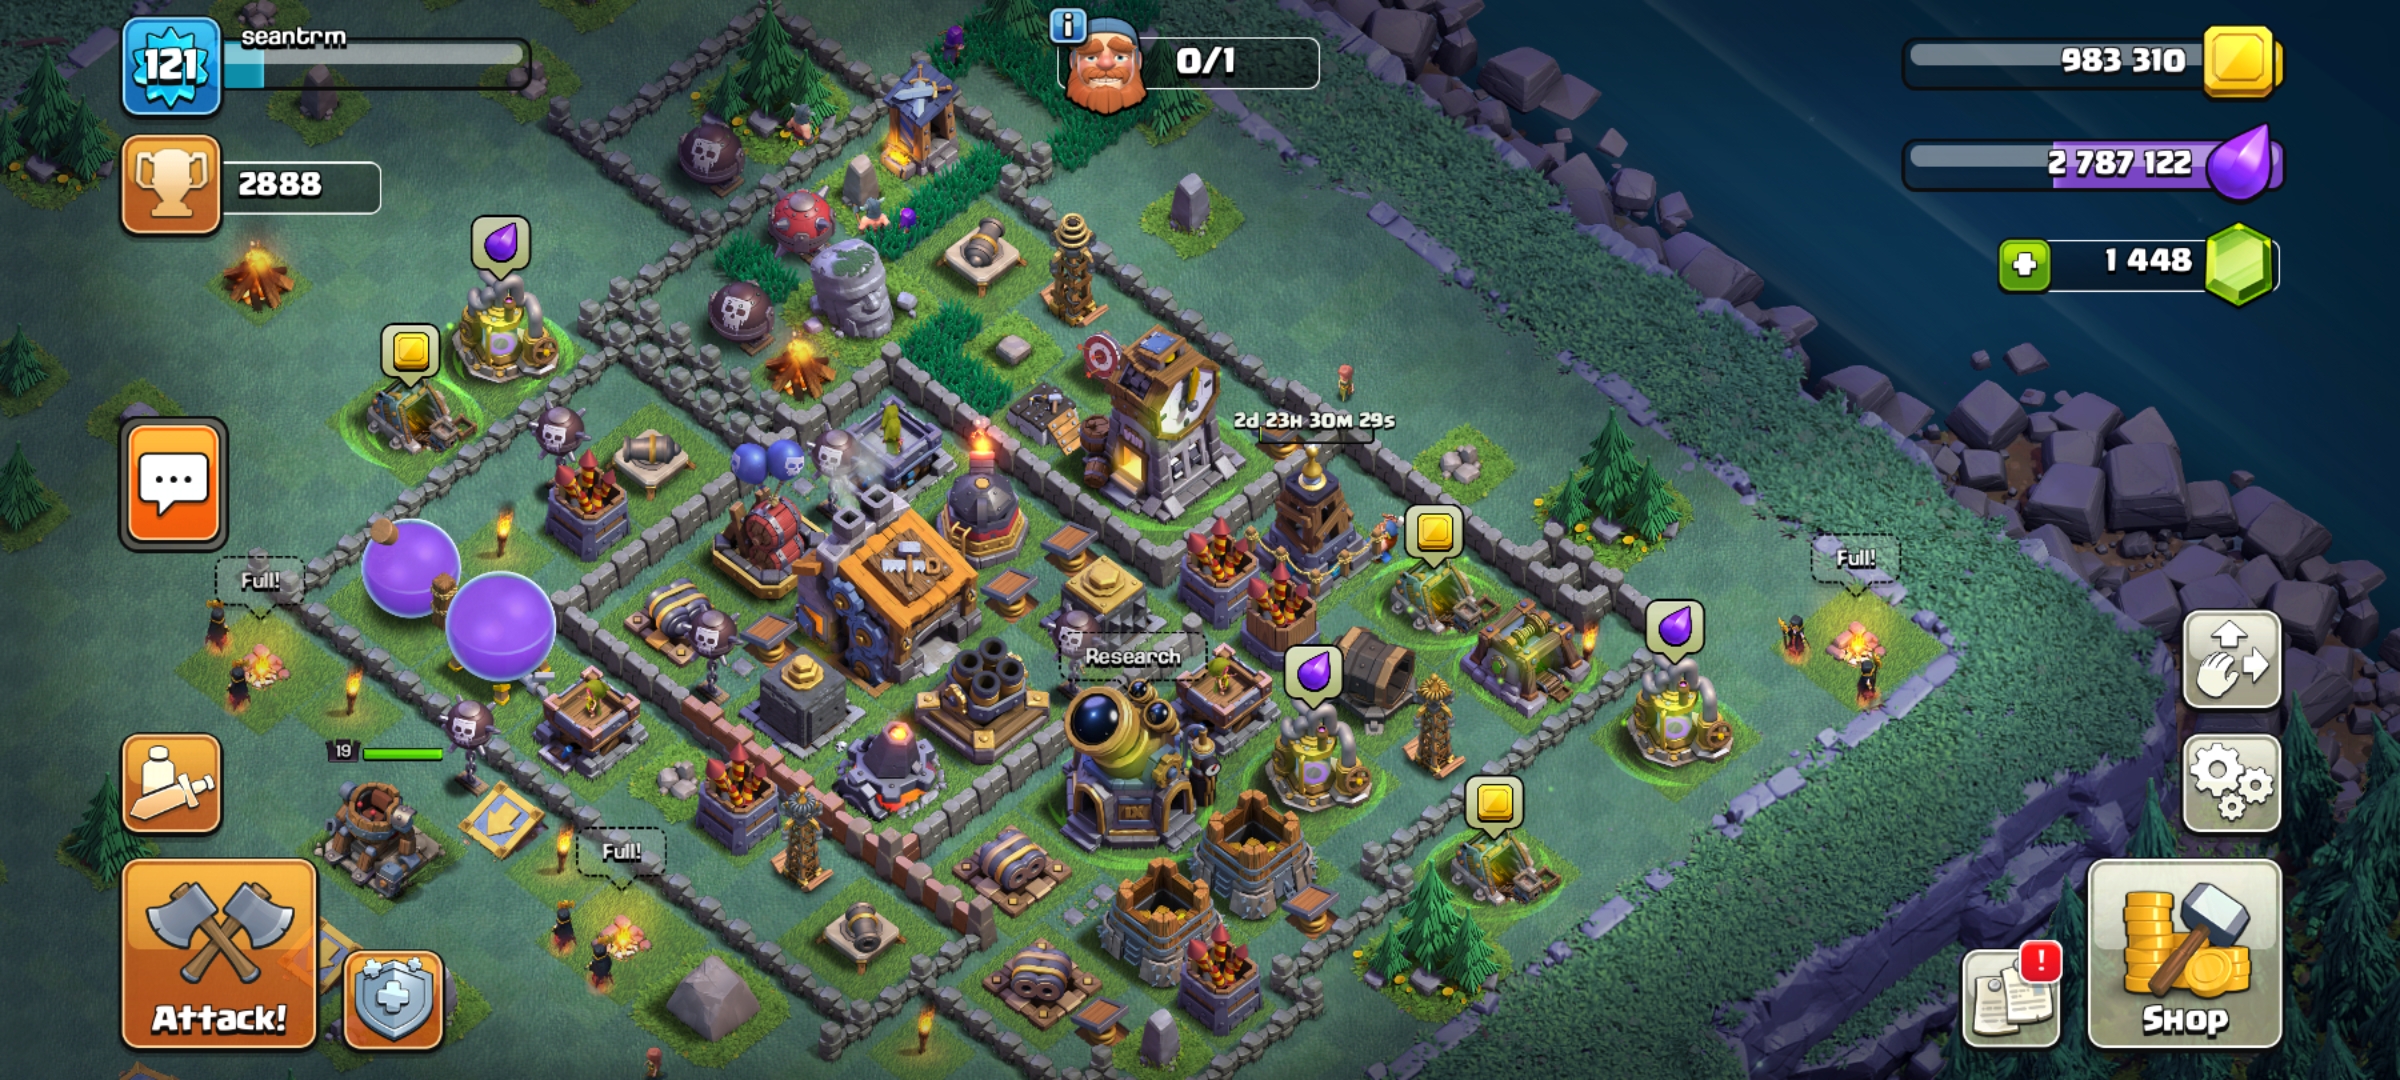 121
seantrm
0/1
983 310
2888
2 787 122
1 448
2d 23H 30M 29s
Full!
Full!
Research
19
Full!
Attack!
!
Shop